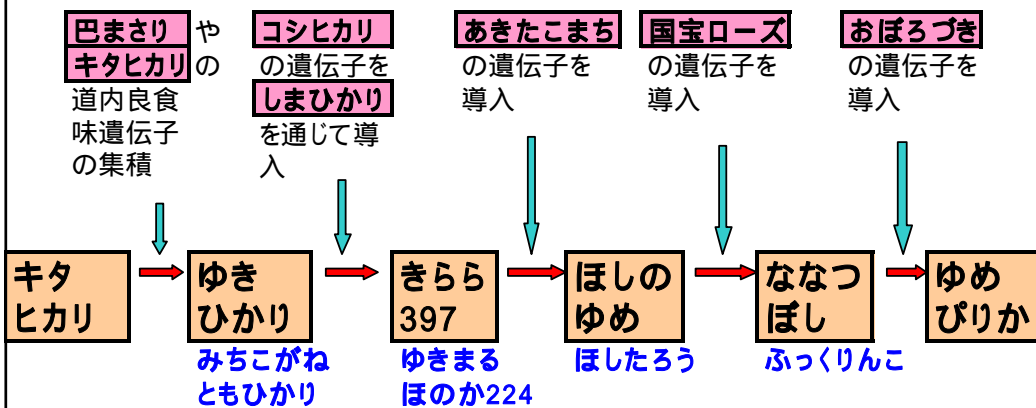 巴まさり や
キタヒカリ の
道内良食
味遺伝子
の集積
コシヒカリ
の遺伝子を
しまひかり
を通じて導
入
あきたこまち
の遺伝子を
導入
国宝ローズ
の遺伝子を
導入
おぼろづき
の遺伝子を
導入
キタ
ヒカリ
ゆき
ひかり
きらら
397
ほしの
ゆめ
ななつ
ぼし
ゆめ
ぴりか
みちこがね
ともひかり
ゆきまる
ほのか224
ほしたろう
ふっくりんこ